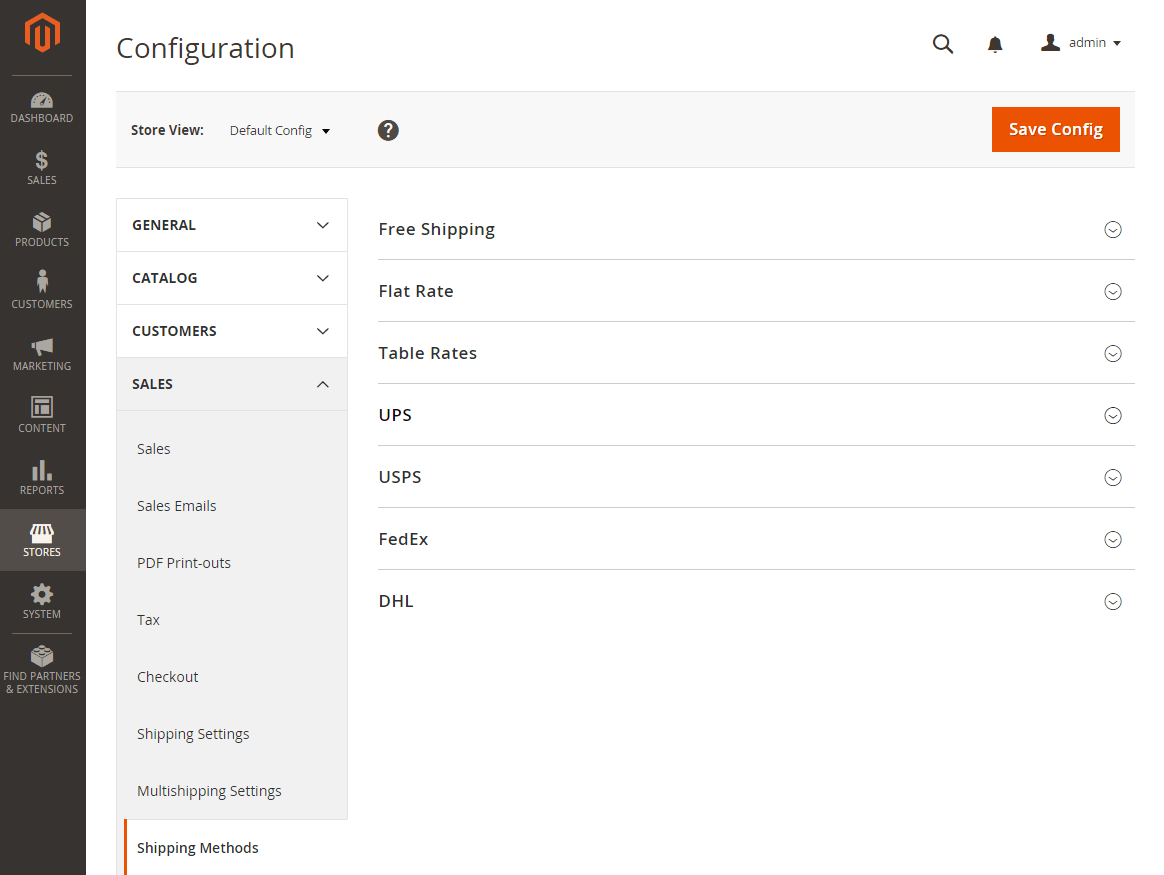 Configuration
admin
DASHBOARD
SALES
PRODUCTS
CUSTOMERS
MARKETING
CONTENT
REPORTS
STORES
SYSTEM
FIND PARTNERS
& EXTENSIONS
Store View:
Default Config
?
Save Config
GENERAL
CATALOG
CUSTOMERS
SALES
Sales
Sales Emails
PDF Print-outs
Tax
Checkout
Shipping Settings
Multishipping Settings
Shipping Methods
Free Shipping
Flat Rate
Table Rates
UPS
USPS
FedEx
DHL